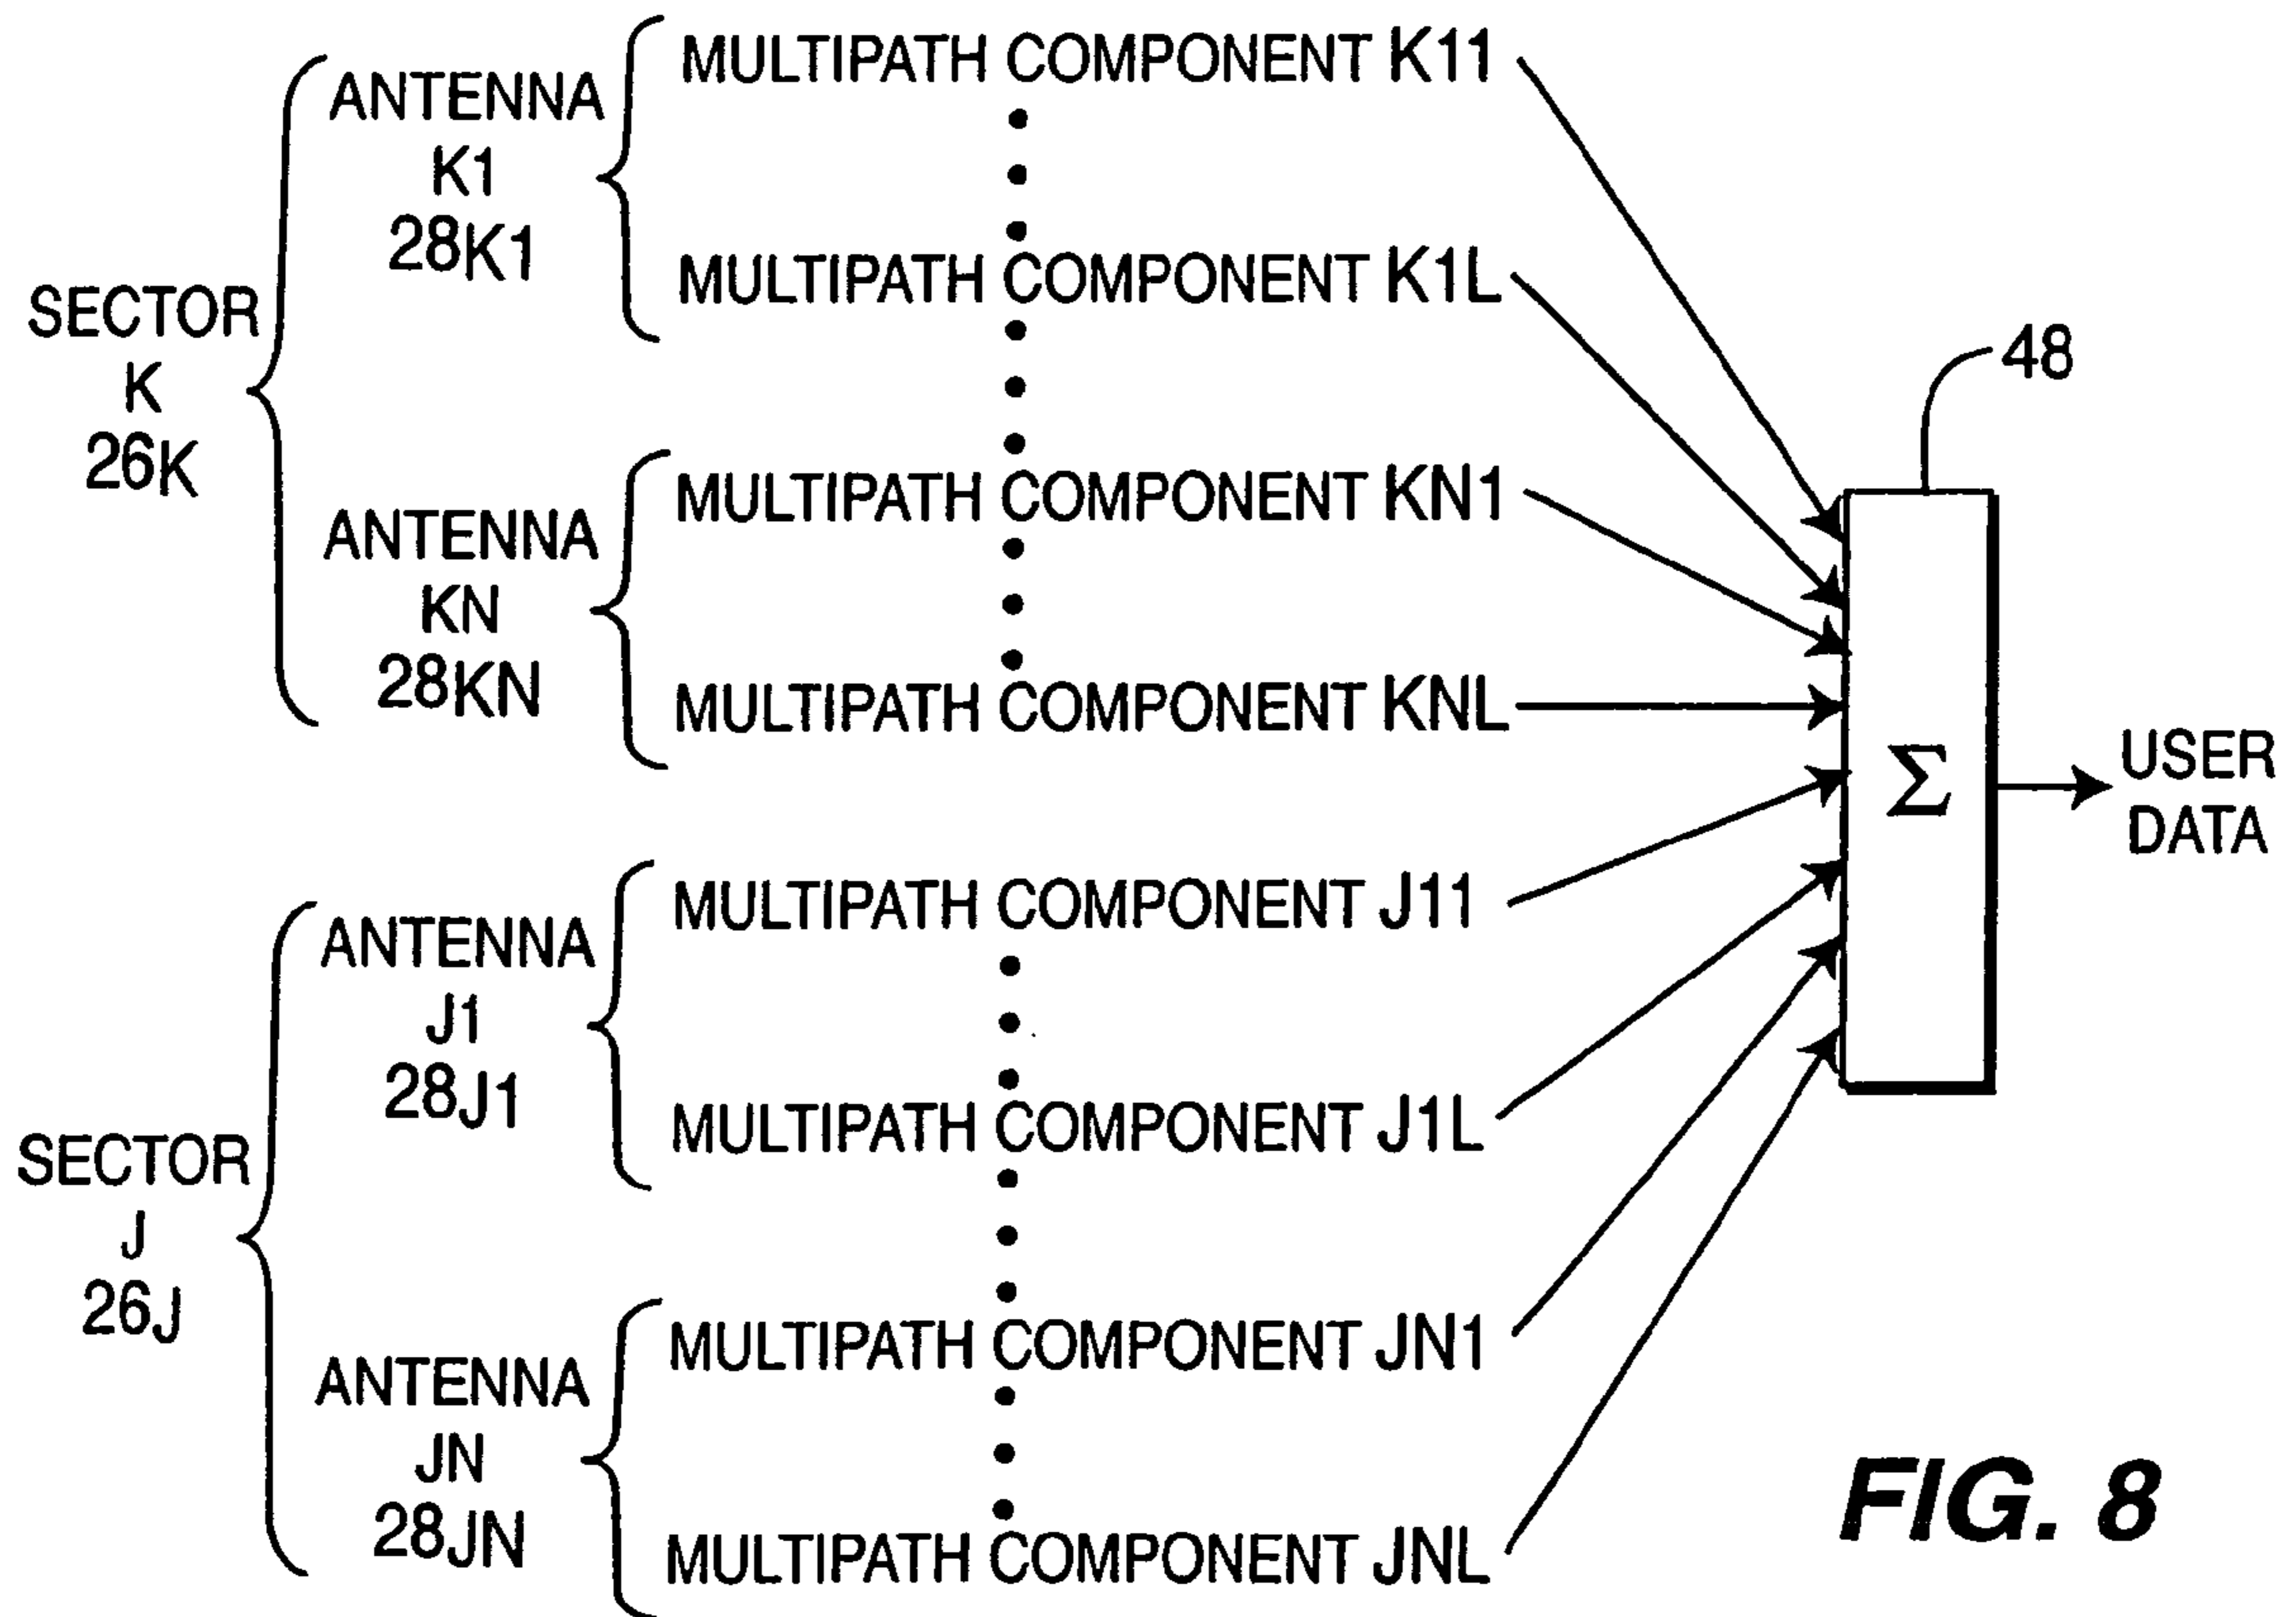 SECTOR
K
26K
ANTENNA
K1
28K1
MULTIPATH COMPONENT K11
MULTIPATH COMPONENT K1L
ANTENNA
KN
28KN
MULTIPATH COMPONENT KN1
MULTIPATH COMPONENT KNL
SECTOR
J
26J
ANTENNA
J1
28J1
MULTIPATH COMPONENT J11
MULTIPATH COMPONENT J1L
ANTENNA
JN
28JN
MULTIPATH COMPONENT JN1
MULTIPATH COMPONENT JNL
48
Σ
USER
DATA
FIG. 8